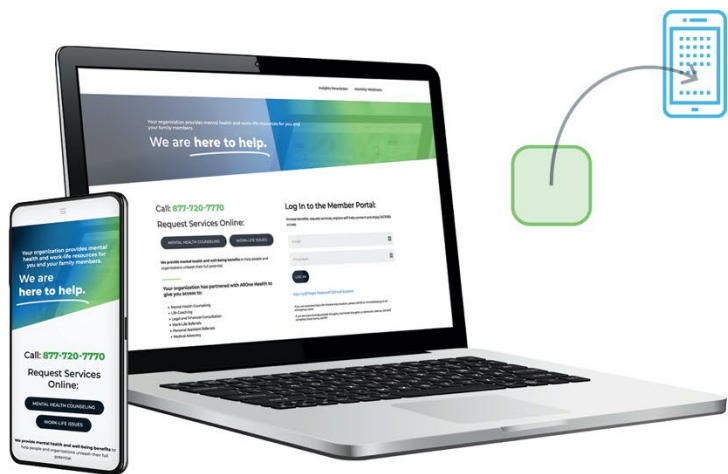 Insights Newsletter Monthly Webinars
Your organization provides mental health and work-life resources for you and
your family members.
We are here to help.
Call: 877-720-7770
Request Services Online:
MENTAL HEALTH COUNSELING WORK-LIFE ISSUES
We provide mental health and well-being benefits to help people and
organizations unleash their full potential.
Your organization has partnered with AllOne Health to
give you access to:
• Mental Health Counseling
• Life Coaching
• Legal and Financial Consultation
• Work-Life Referrals
• Personal Assistant Referrals
• Medical Advocacy
Log in to the Member Portal:
Email
Password
LOG IN
Your organization provides mental
health and work-life resources for
you and your family members.
We are
here to help.
Call: 877-720-7770
Request Services
Online:
MENTAL HEALTH COUNSELING
WORK-LIFE ISSUES
We provide mental health and well-being benefits to
help people and organizations unleash their full
potential.